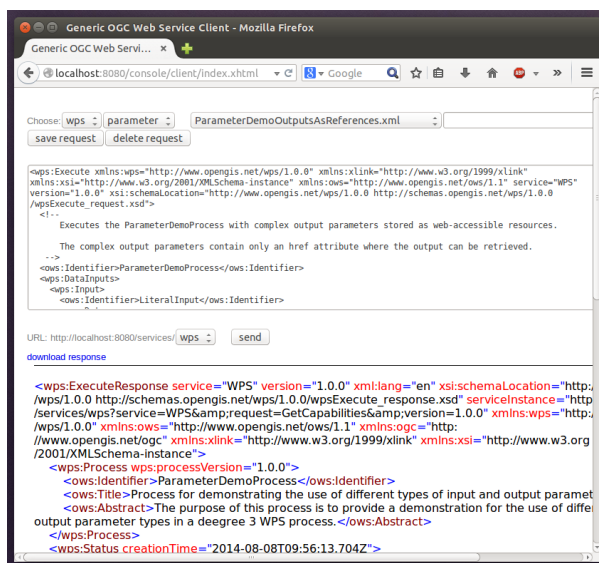 Generic OGC Web Service Client - Mozilla Firefox
Generic OGC Web Servi... ×
localhost:8080/console/client/index.xhtml Google ABP »
Choose: wps parameter ParameterDemoOutputsAsReferences.xml
save request delete request
<wps:Execute xmlns:wps="http://www.opengis.net/wps/1.0.0" xmlns:xlink="http://www.w3.org/1999/xlink"
xmlns:xsi="http://www.w3.org/2001/XMLSchema-instance" xmlns:ows="http://www.opengis.net/ows/1.1" service="WPS"
version="1.0.0" xsi:schemaLocation="http://www.opengis.net/wps/1.0.0 http://schemas.opengis.net/wps/1.0.0
/wpsExecute_request.xsd">
<!--
Executes the ParameterDemoProcess with complex output parameters stored as web-accessible resources.
The complex output parameters contain only an href attribute where the output can be retrieved.
-->
<ows:Identifier>ParameterDemoProcess</ows:Identifier>
<wps:DataInputs>
<wps:Input>
<ows:Identifier>LiteralInput</ows:Identifier>
URL: http://localhost:8080/services/ wps send
download response
<wps:ExecuteResponse service="WPS" version="1.0.0" xml:lang="en" xsi:schemaLocation="http:/
/wps/1.0.0 http://schemas.opengis.net/wps/1.0.0/wpsExecute_response.xsd" serviceInstance="http
/services/wps?service=WPS&amp;request=GetCapabilities&amp;version=1.0.0" xmlns:wps="http:/
/wps/1.0.0" xmlns:ows="http://www.opengis.net/ows/1.1" xmlns:ogc="http:
//www.opengis.net/ogc" xmlns:xlink="http://www.w3.org/1999/xlink" xmlns:xsi="http://www.w3.org
/2001/XMLSchema-instance">
<wps:Process wps:processVersion="1.0.0">
<ows:Identifier>ParameterDemoProcess</ows:Identifier>
<ows:Title>Process for demonstrating the use of different types of input and output paramet
<ows:Abstract>The purpose of this process is to provide a demonstration for the use of differ
output parameter types in a deegree 3 WPS process.</ows:Abstract>
</wps:Process>
<wps:Status creationTime="2014-08-08T09:56:13.704Z">